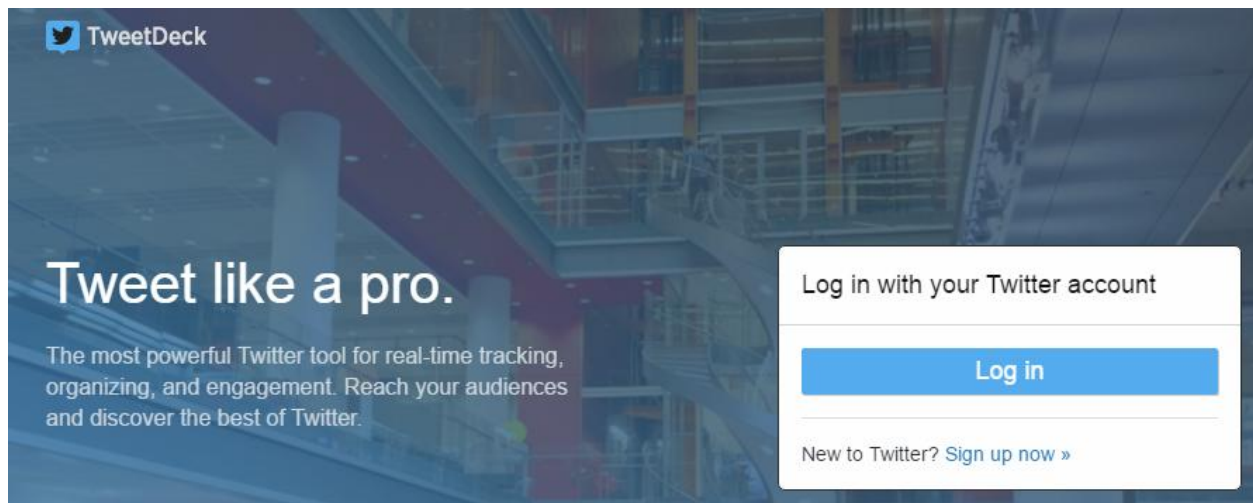 TweetDeck
Tweet like a pro.
The most powerful Twitter tool for real-time tracking,
organizing, and engagement. Reach your audiences
and discover the best of Twitter.
Log in with your Twitter account
Log in
New to Twitter? Sign up now »